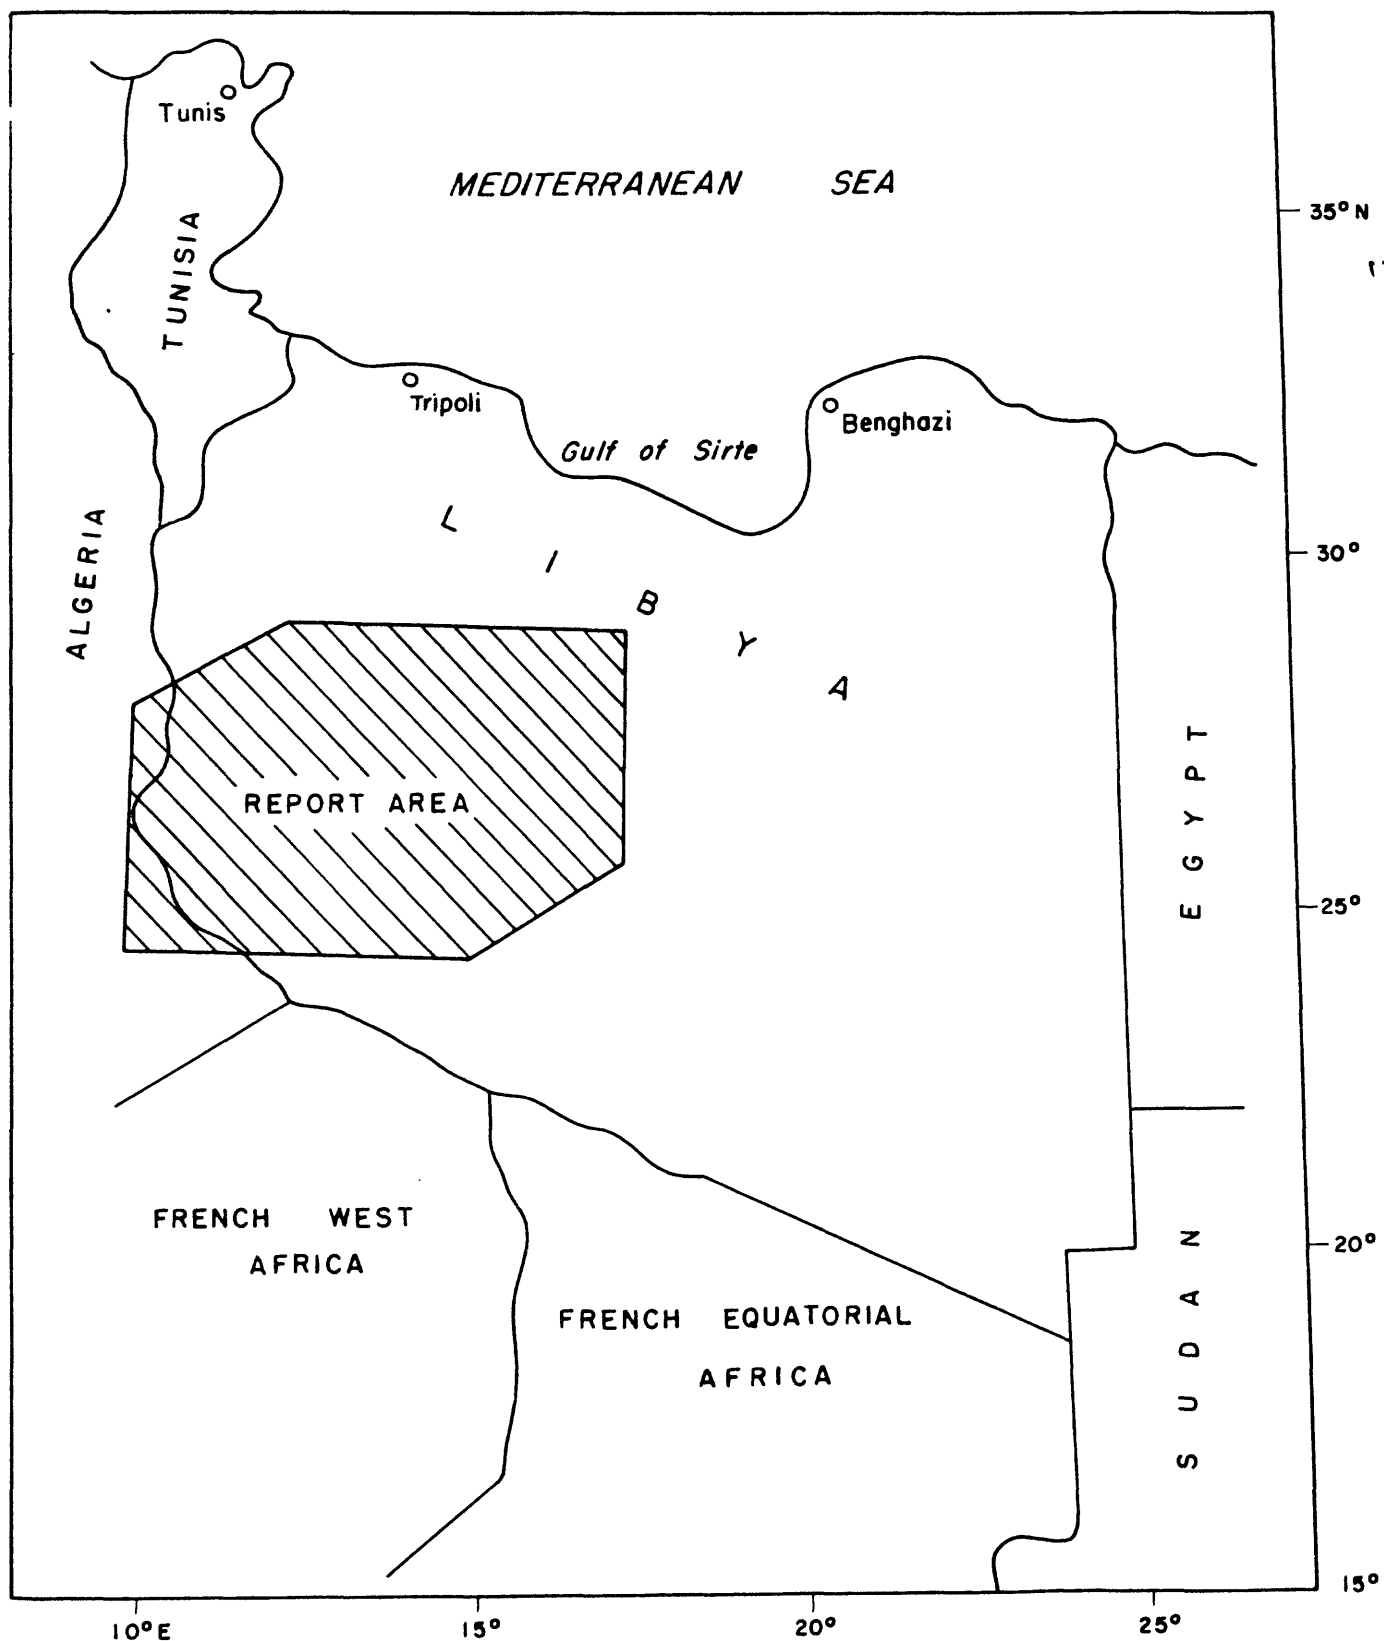 Tunis
MEDITERRANEAN SEA
35° N
TUNISIA
Tripoli
Benghazi
Gulf of Sirte
LIBYA
30°
ALGERIA
REPORT AREA
EGYPT
25°
FRENCH WEST
AFRICA
20°
SUDAN
FRENCH EQUATORIAL
AFRICA
15°
10°E
15°
20°
25°